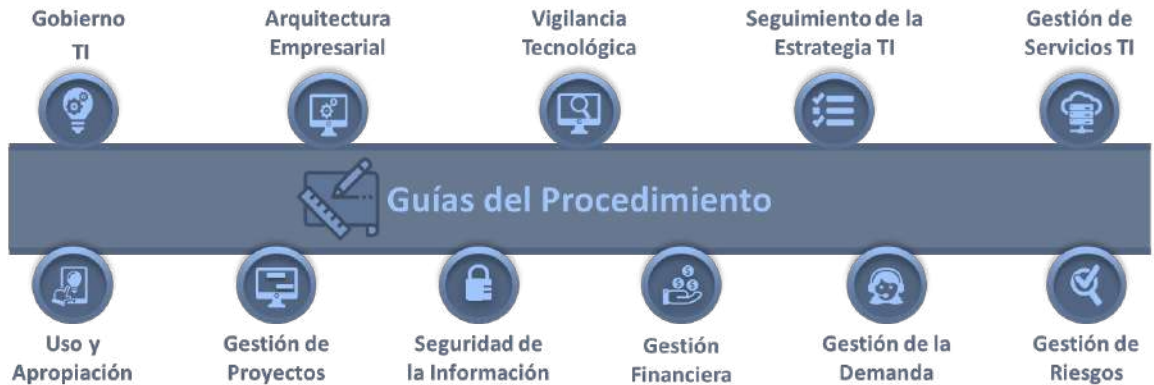 Gobierno
TI
Arquitectura
Empresarial
Vigilancia
Tecnológica
Seguimiento de la
Estrategia TI
Gestión de
Servicios TI
Guías del Procedimiento
Uso y
Apropiación
Gestión de
Proyectos
Seguridad de
la Información
Gestión
Financiera
Gestión de la
Demanda
Gestión de
Riesgos